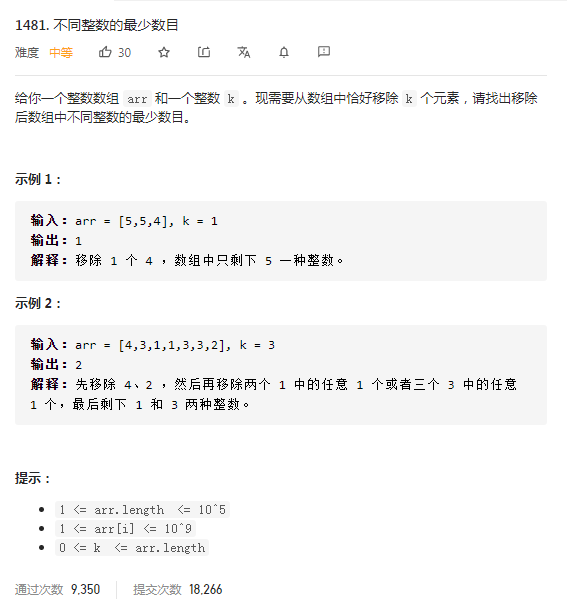 1481. 不同整数的最少数目
难度 中等 30
给你一个整数数组 arr 和一个整数 k 。现需要从数组中恰好移除 k 个元素，请找出移除
后数组中不同整数的最少数目。
示例 1：
输入：arr = [5,5,4], k = 1
输出：1
解释：移除 1 个 4 ，数组中只剩下 5 一种整数。
示例 2：
输入：arr = [4,3,1,1,3,3,2], k = 3
输出：2
解释：先移除 4、2 ，然后再移除两个 1 中的任意 1 个或者三个 3 中的任意
1 个，最后剩下 1 和 3 两种整数。
提示：
1 <= arr.length <= 10^5
1 <= arr[i] <= 10^9
0 <= k <= arr.length
通过次数 9,350 提交次数 18,266